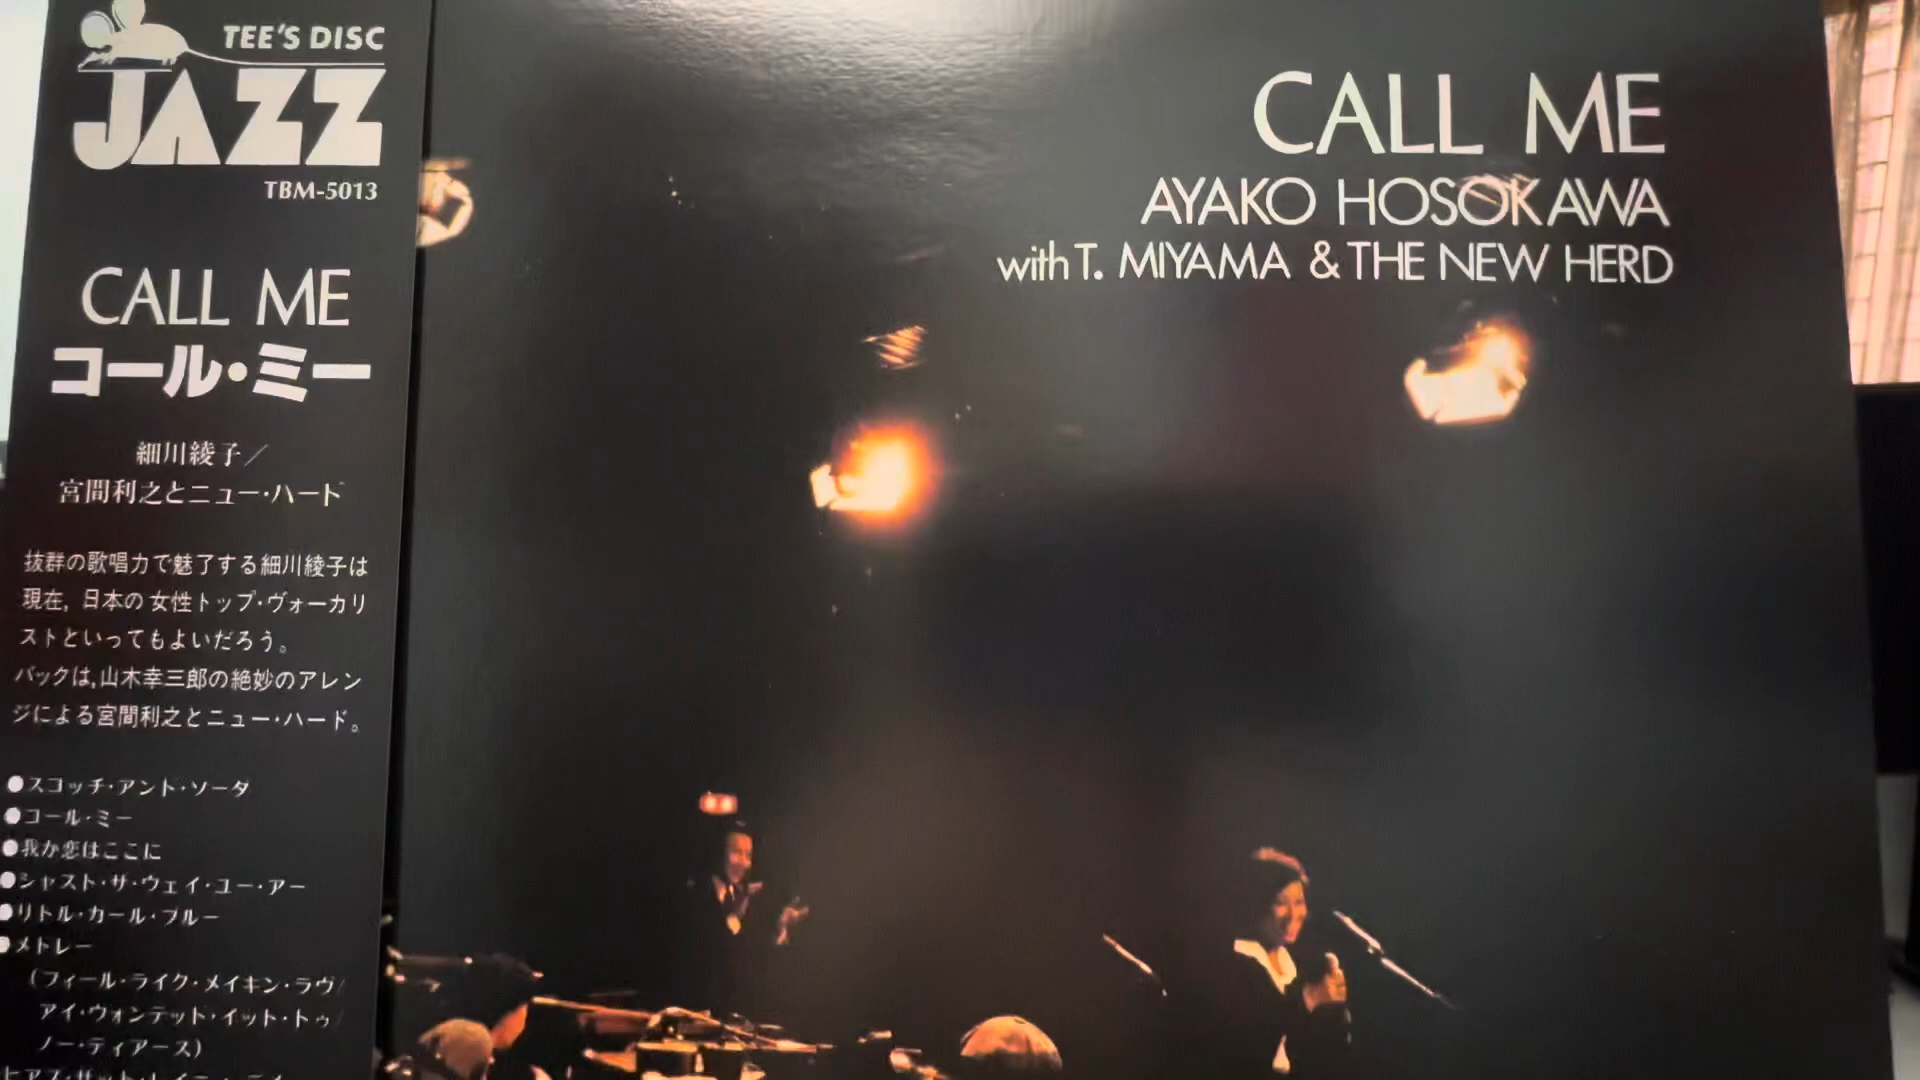 TEE'S DISC
JAZZ
TBM-5013
CALL ME
コール・ミー
細川綾子／
宮間利之とニュー・ハード
抜群の歌唱力で魅了する細川綾子は
現在，日本の女性トップ・ヴォーカリ
ストといってもよいだろう。
バックは，山木幸三郎の絶妙のアレン
ジによる宮間利之とニュー・ハード。
●スコッチ・アンド・ソーダ
●コール・ミー
●我が恋はここに
●ジャスト・ザ・ウェイ・ユー・アー
●リトル・ガール・ブルー
●メドレー
（フィール・ライク・メイキン・ラヴ/
アイ・ウォンテッド・イット・トゥ/
ノー・ティアーズ）
CALL ME
AYAKO HOSOKAWA
with T. MIYAMA & THE NEW HERD